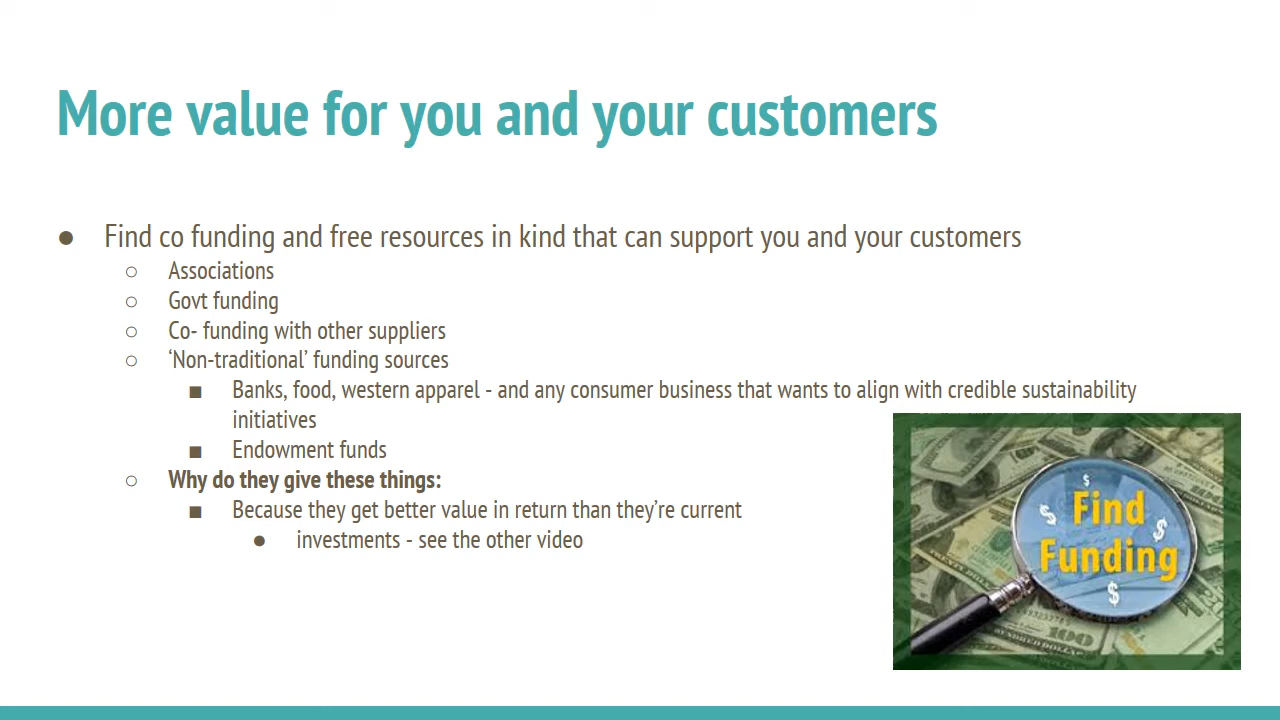 More value for you and your customers
● Find co funding and free resources in kind that can support you and your customers
○ Associations
○ Govt funding
○ Co- funding with other suppliers
○ ‘Non-traditional’ funding sources
■ Banks, food, western apparel - and any consumer business that wants to align with credible sustainability
initiatives
■ Endowment funds
○ Why do they give these things:
■ Because they get better value in return than they’re current
● investments - see the other video
$
Find
$ $
Funding
$
100